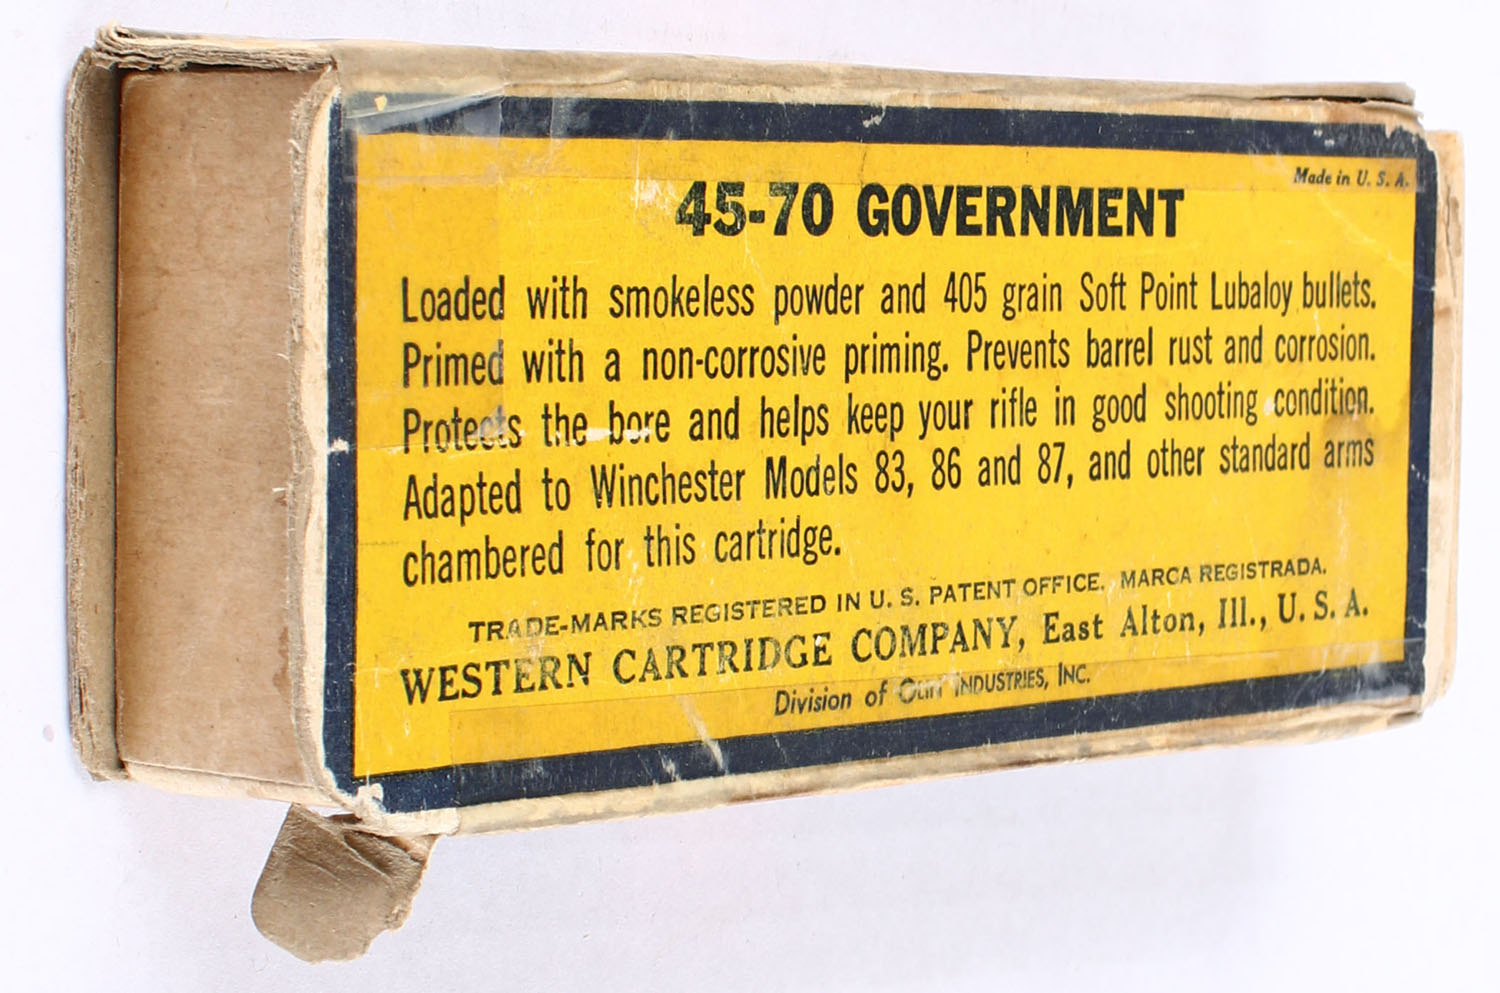 Made in U. S. A.
45-70 GOVERNMENT
Loaded with smokeless powder and 405 grain Soft Point Lubaloy bullets.
Primed with a non-corrosive priming. Prevents barrel rust and corrosion.
Protects the bore and helps keep your rifle in good shooting condition.
Adapted to Winchester Models 83, 86 and 87, and other standard arms
chambered for this cartridge.
TRADE-MARKS REGISTERED IN U. S. PATENT OFFICE. MARCA REGISTRADA.
WESTERN CARTRIDGE COMPANY, East Alton, Ill., U. S. A.
Division of Olin Industries, Inc.